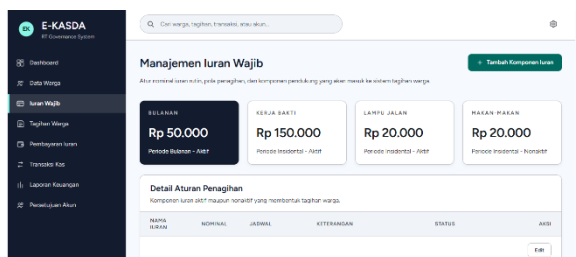 EK
E-KASDA
RT Governance System
Cari warga, tagihan, transaksi, atau akun...
Dashboard
Data Warga
Iuran Wajib
Tagihan Warga
Pembayaran Iuran
Transaksi Kas
Laporan Keuangan
Persetujuan Akun
Manajemen Iuran Wajib
+ Tambah Komponen Iuran
Atur nominal iuran rutin, pola penagihan, dan komponen pendukung yang akan masuk ke sistem tagihan warga.
BULANAN
Rp 50.000
Periode Bulanan - Aktif
KERJA BAKTI
Rp 150.000
Periode Insidental - Aktif
LAMPU JALAN
Rp 20.000
Periode Insidental - Aktif
MAKAN-MAKAN
Rp 20.000
Periode Insidental - Nonaktif
Detail Aturan Penagihan
Komponen iuran aktif maupun nonaktif yang membentuk tagihan warga.
NAMA IURAN NOMINAL JADWAL KETERANGAN STATUS AKSI
Edit